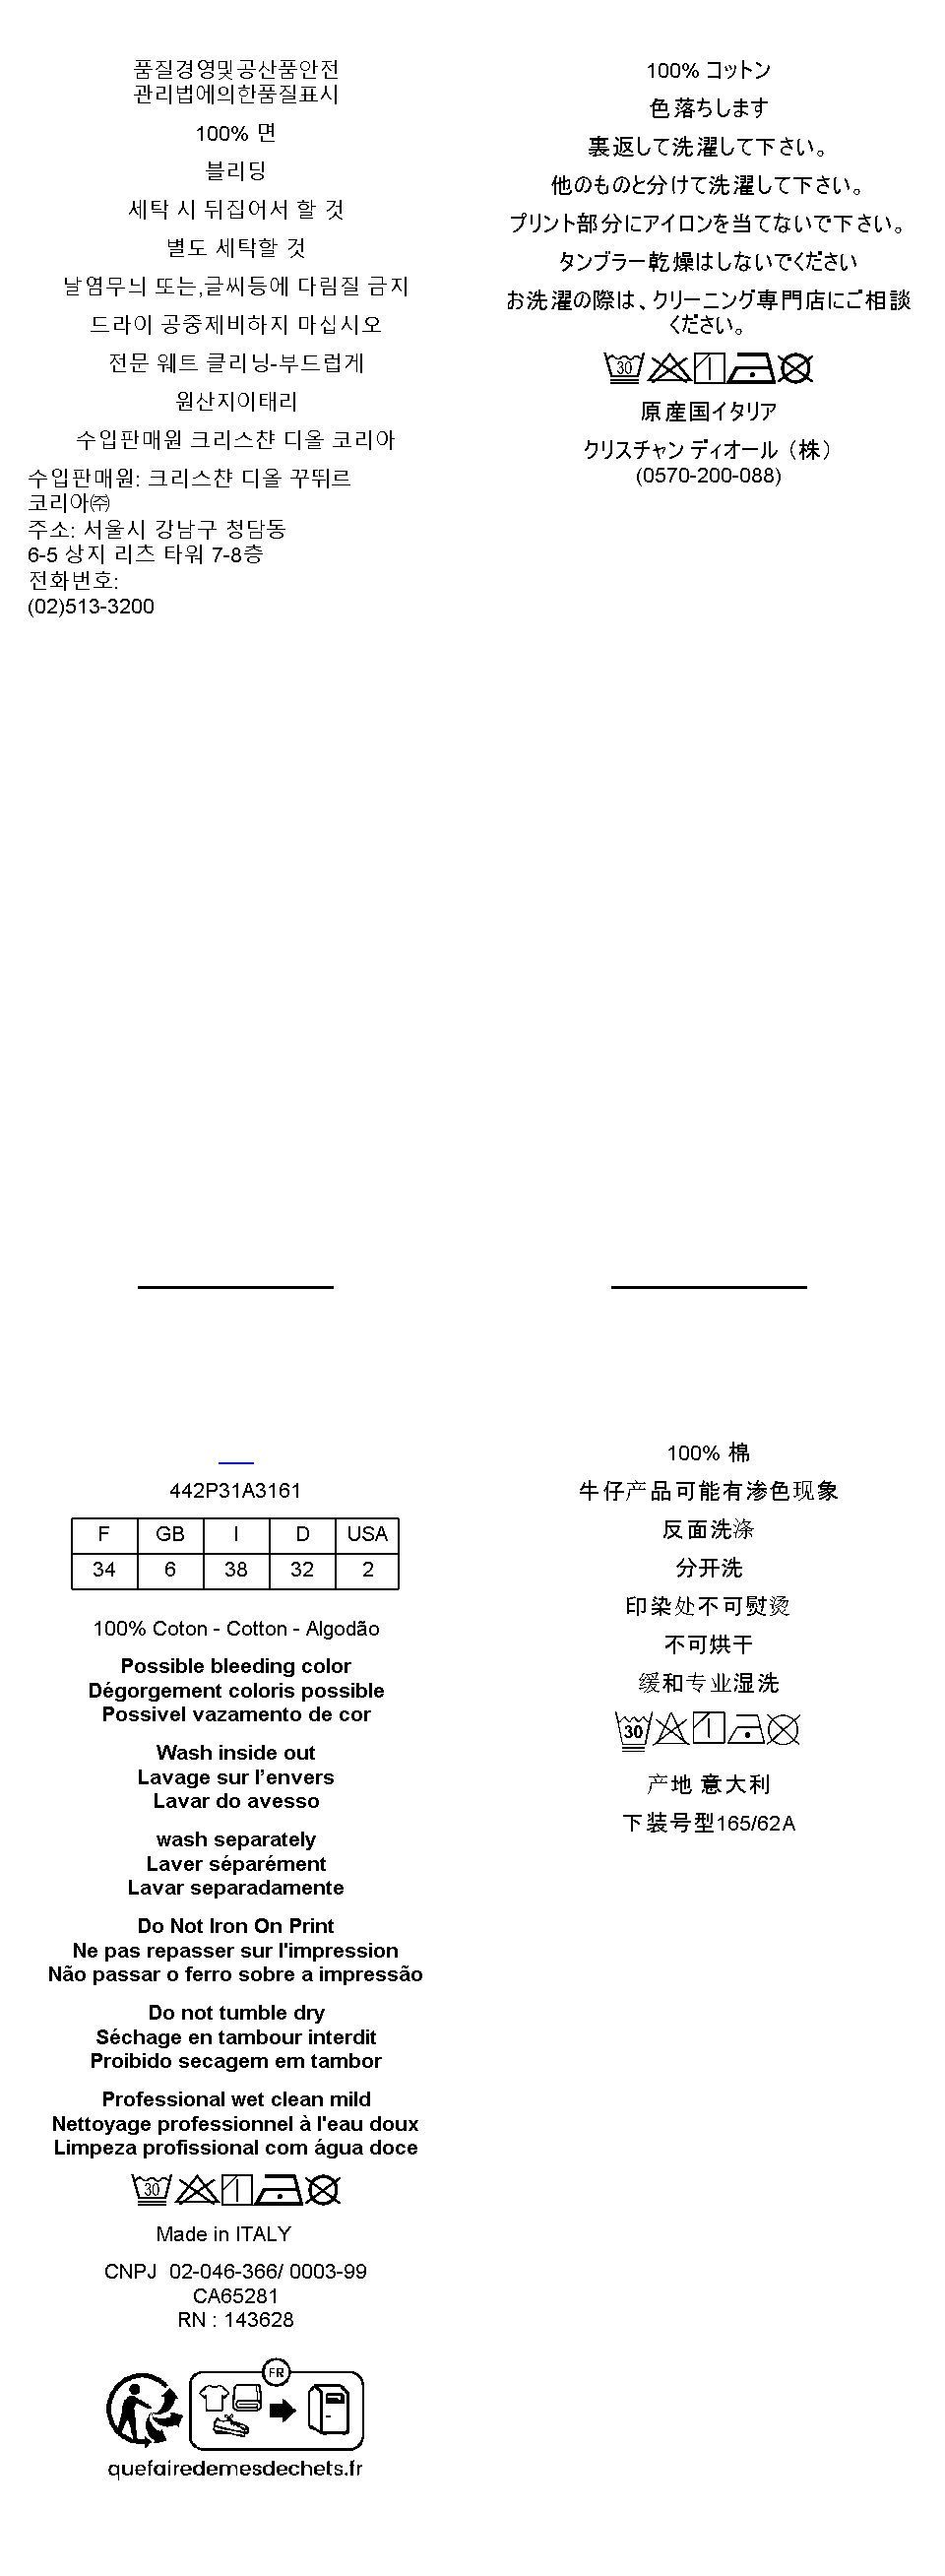 품질경영및공산품안전
관리법에의한품질표시
100% 면
블리딩
세탁 시 뒤집어서 할 것
별도 세탁할 것
날염무늬 또는,글씨등에 다림질 금지
드라이 공중제비하지 마십시오
전문 웨트 클리닝-부드럽게
원산지이태리
수입판매원 크리스챤 디올 코리아
수입판매원: 크리스챤 디올 꾸뛰르
코리아㈜
주소: 서울시 강남구 청담동
6-5 상지 리츠 타워 7-8층
전화번호:
(02)513-3200
100% コットン
色落ちします
裏返して洗濯して下さい。
他のものと分けて洗濯して下さい。
プリント部分にアイロンを当てないで下さい。
タンブラー乾燥はしないでください
お洗濯の際は、クリーニング専門店にご相談
ください。
30
原産国イタリア
クリスチャン ディオール（株）
(0570-200-088)
442P31A3161
F GB I D USA
34 6 38 32 2
100% Coton - Cotton - Algodão
Possible bleeding color
Dégorgement coloris possible
Possivel vazamento de cor
Wash inside out
Lavage sur l’envers
Lavar do avesso
wash separately
Laver séparément
Lavar separadamente
Do Not Iron On Print
Ne pas repasser sur l'impression
Não passar o ferro sobre a impressão
Do not tumble dry
Séchage en tambour interdit
Proibido secagem em tambor
Professional wet clean mild
Nettoyage professionnel à l'eau doux
Limpeza profissional com água doce
30
Made in ITALY
CNPJ 02-046-366/ 0003-99
CA65281
RN : 143628
FR
quefairedemesdechets.fr
100% 棉
牛仔产品可能有渗色现象
反面洗涤
分开洗
印染处不可熨烫
不可烘干
缓和专业湿洗
30
产地 意大利
下装号型165/62A